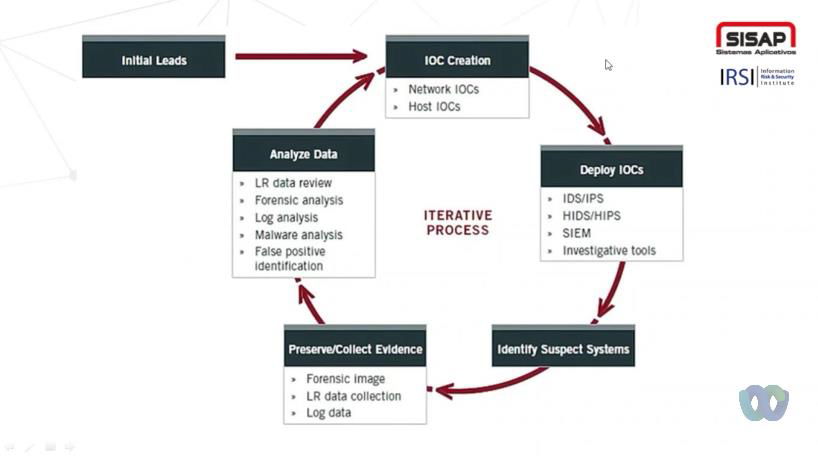 SISAP
Sistemas Aplicativos
IRSI
Information
Risk & Security
Institute
Initial Leads
IOC Creation
» Network IOCs
» Host IOCs
Deploy IOCs
» IDS/IPS
» HIDS/HIPS
» SIEM
» Investigative tools
Identify Suspect Systems
Preserve/Collect Evidence
» Forensic image
» LR data collection
» Log data
Analyze Data
» LR data review
» Forensic analysis
» Log analysis
» Malware analysis
» False positive
identification
ITERATIVE
PROCESS